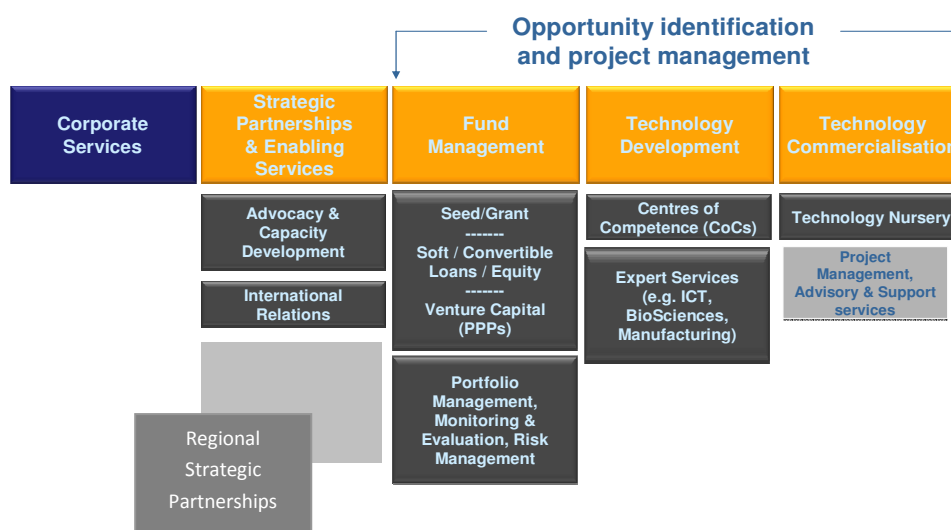 Opportunity identification
and project management
Corporate
Services
Strategic
Partnerships
& Enabling
Services
Fund
Management
Technology
Development
Technology
Commercialisation
Advocacy &
Capacity
Development
International
Relations
Regional
Strategic
Partnerships
Seed/Grant
-------
Soft / Convertible
Loans / Equity
-------
Venture Capital
(PPPs)
Portfolio
Management,
Monitoring &
Evaluation, Risk
Management
Centres of
Competence (CoCs)
Expert Services
(e.g. ICT,
BioSciences,
Manufacturing)
Technology Nursery
Project
Management,
Advisory & Support
services